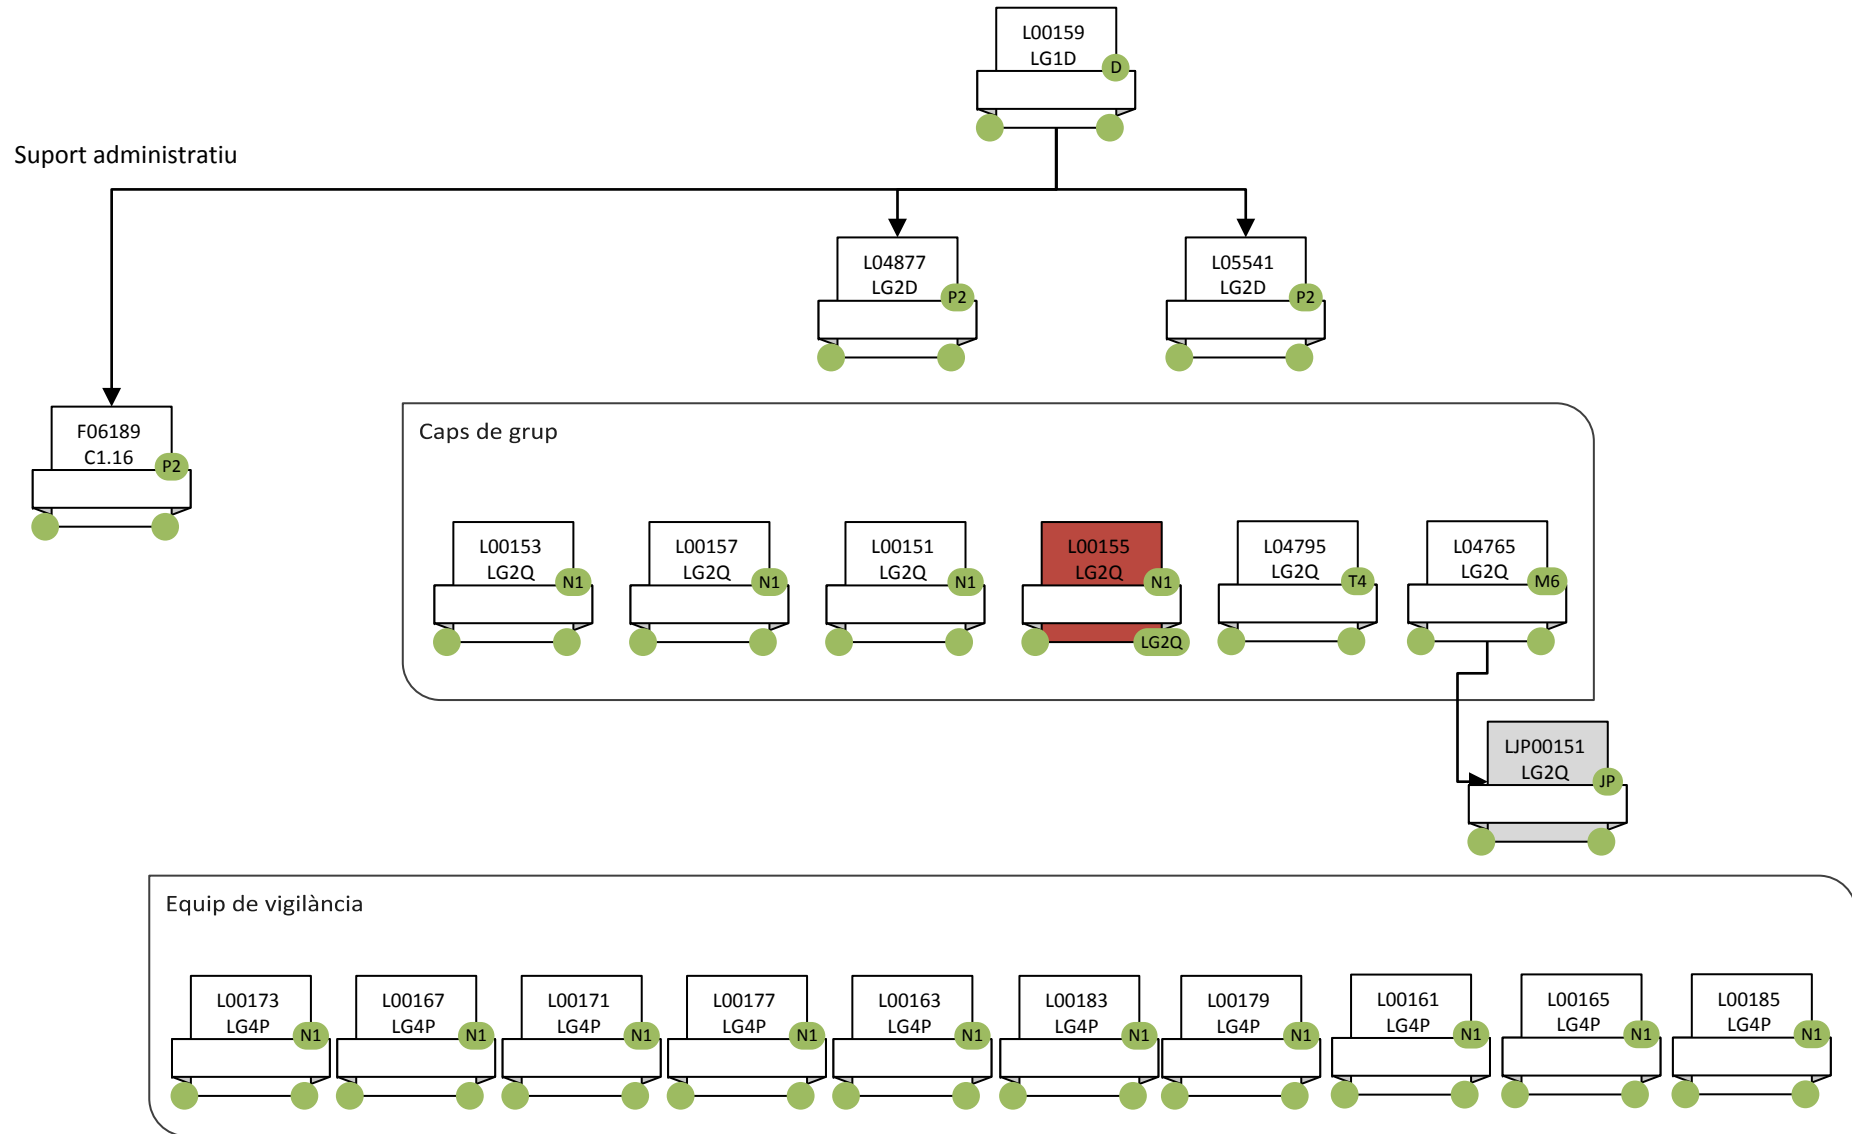 L00159
LG1D
D
Suport administratiu
L04877
LG2D
P2
L05541
LG2D
P2
F06189
C1.16
P2
Caps de grup
L00153
LG2Q
N1
L00157
LG2Q
N1
L00151
LG2Q
N1
L00155
LG2Q
N1
LG2Q
L04795
LG2Q
T4
L04765
LG2Q
M6
LJP00151
LG2Q
JP
Equip de vigilància
L00173
LG4P
N1
L00167
LG4P
N1
L00171
LG4P
N1
L00177
LG4P
N1
L00163
LG4P
N1
L00183
LG4P
N1
L00179
LG4P
N1
L00161
LG4P
N1
L00165
LG4P
N1
L00185
LG4P
N1